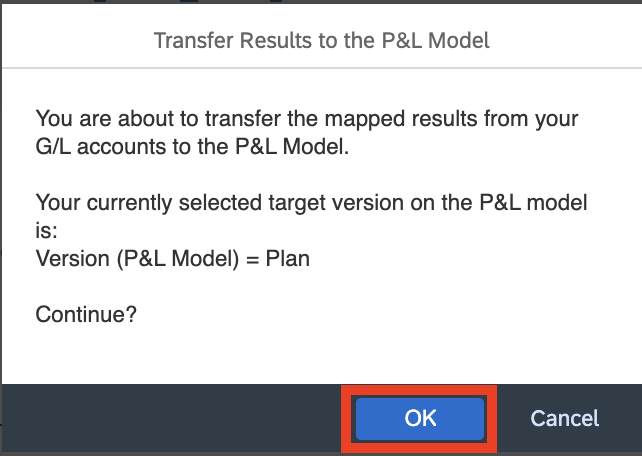 Transfer Results to the P&L Model
You are about to transfer the mapped results from your
G/L accounts to the P&L Model.
Your currently selected target version on the P&L model
is:
Version (P&L Model) = Plan
Continue?
OK
Cancel